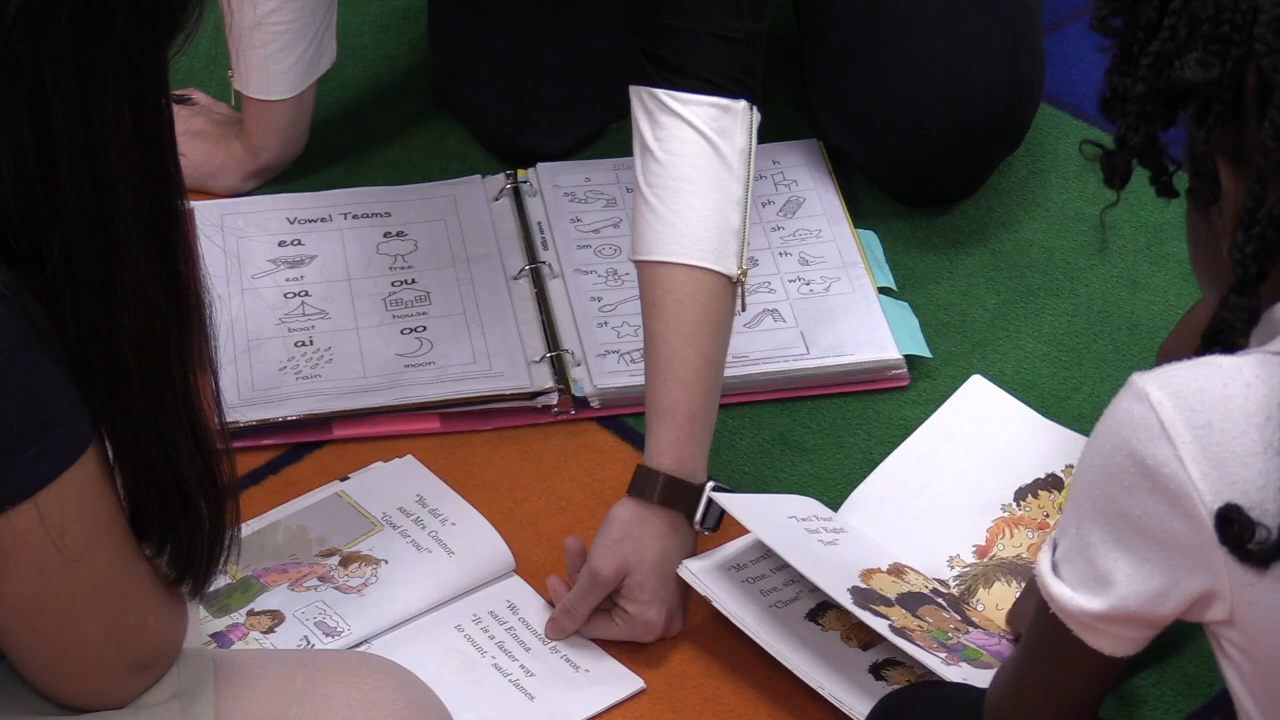 Vowel Teams
ea
ee
eat
tree
oa
ou
boat
house
ai
oo
rain
moon
s
h
sc
sk
sm
sn
sp
st
sw
ph
sh
th
wh
"You did it,"
said Mrs. Connor.
"Good for you!"
"We counted by twos,"
said Emma.
"It is a faster way
to count," said James.
"Two! Four!
Six! Eight!
Ten!"
"Me next
"One, two
five, six,
"Close!"